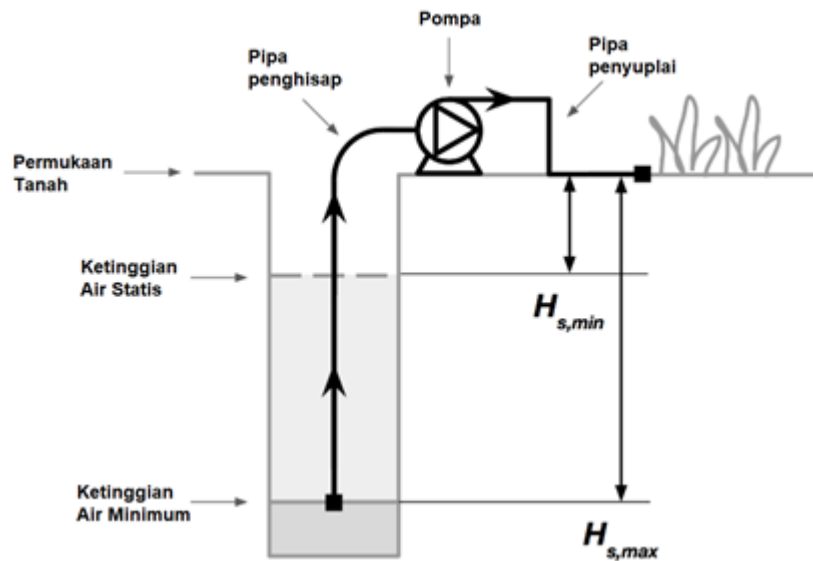 Pompa
Pipa
penghisap
Pipa
penyuplai
Permukaan
Tanah
Ketinggian
Air Statis
H s,min
Ketinggian
Air Minimum
H s,max